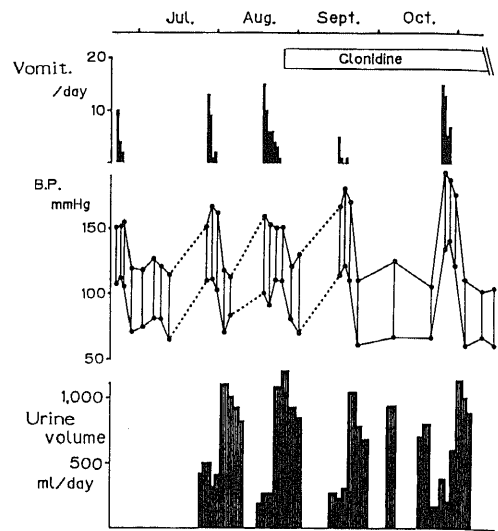 Jul. Aug. Sept. Oct.
Clonidine
Vomit.
/day
20
10
B.P.
mmHg
150
100
50
1,000
Urine
volume
500
ml/day